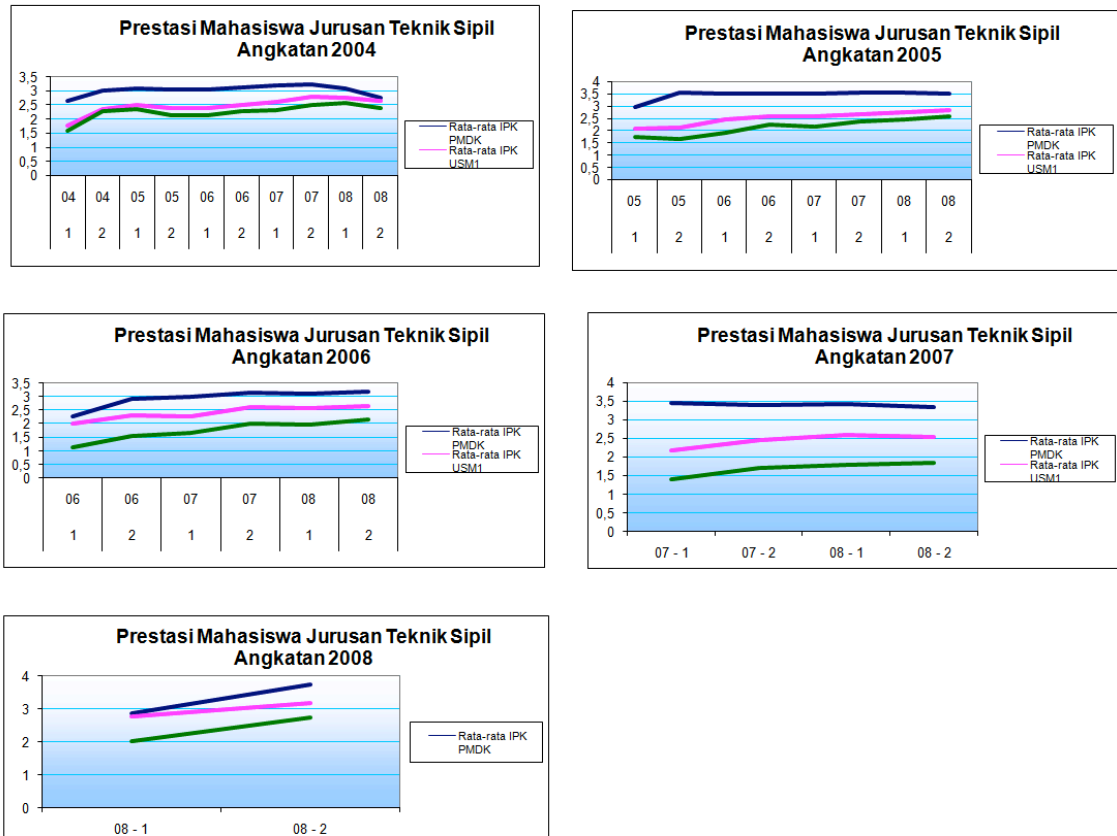 Prestasi Mahasiswa Jurusan Teknik Sipil
Angkatan 2004
3,5
3
2,5
2
1,5
1
0,5
0
04 04 05 05 06 06 07 07 08 08
1 2 1 2 1 2 1 2 1 2
Rata-rata IPK
PMDK
Rata-rata IPK
USM1
Prestasi Mahasiswa Jurusan Teknik Sipil
Angkatan 2005
4
3,5
3
2,5
2
1,5
1
0,5
0
05 05 06 06 07 07 08 08
1 2 1 2 1 2 1 2
Rata-rata IPK
PMDK
Rata-rata IPK
USM1
Prestasi Mahasiswa Jurusan Teknik Sipil
Angkatan 2006
3,5
3
2,5
2
1,5
1
0,5
0
06 06 07 07 08 08
1 2 1 2 1 2
Rata-rata IPK
PMDK
Rata-rata IPK
USM1
Prestasi Mahasiswa Jurusan Teknik Sipil
Angkatan 2007
4
3,5
3
2,5
2
1,5
1
0,5
0
07 - 1 07 - 2 08 - 1 08 - 2
Rata-rata IPK
PMDK
Rata-rata IPK
USM1
Prestasi Mahasiswa Jurusan Teknik Sipil
Angkatan 2008
4
3
2
1
0
08 - 1 08 - 2
Rata-rata IPK
PMDK